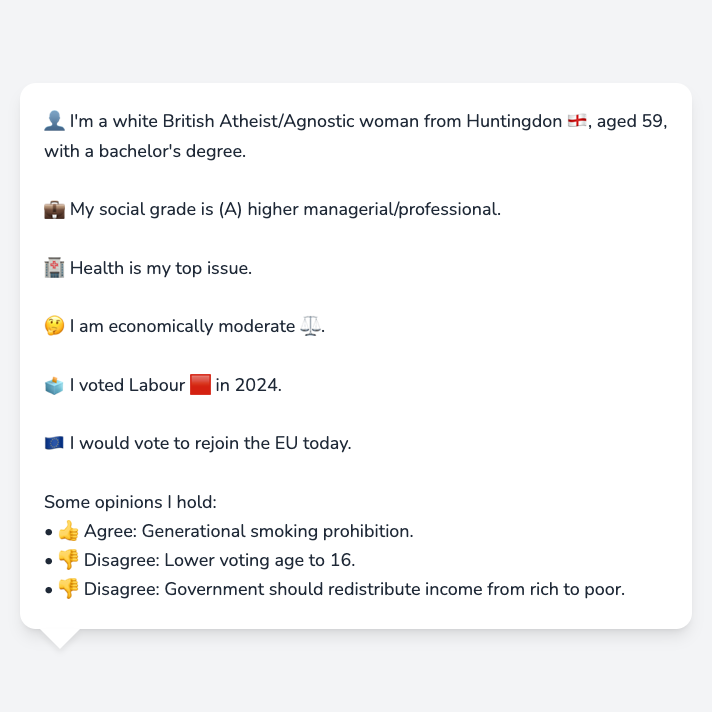 👤 I'm a white British Atheist/Agnostic woman from Huntingdon 🏴󠁧󠁢󠁥󠁮󠁧󠁿, aged 59,
with a bachelor's degree.
💼 My social grade is (A) higher managerial/professional.
🏥 Health is my top issue.
🤔 I am economically moderate ⚖️.
🗳️ I voted Labour 🟥 in 2024.
🇪🇺 I would vote to rejoin the EU today.
Some opinions I hold:
• 👍 Agree: Generational smoking prohibition.
• 👎 Disagree: Lower voting age to 16.
• 👎 Disagree: Government should redistribute income from rich to poor.